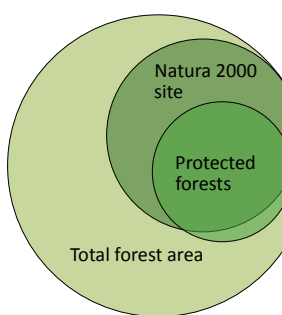 Natura 2000
site
Protected
forests
Total forest area